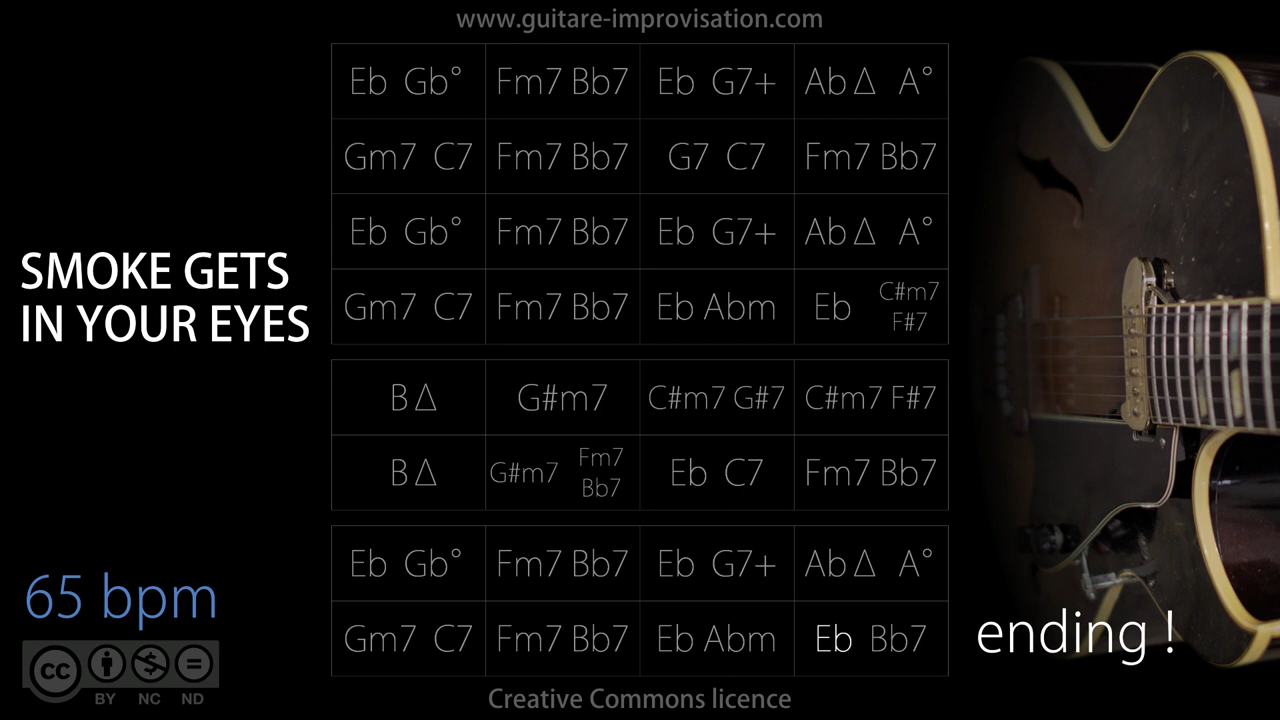 www.guitare-improvisation.com
Eb Gb° Fm7 Bb7 Eb G7+ Ab Δ A°
Gm7 C7 Fm7 Bb7 G7 C7 Fm7 Bb7
Eb Gb° Fm7 Bb7 Eb G7+ Ab Δ A°
Gm7 C7 Fm7 Bb7 Eb Abm Eb C#m7 F#7
SMOKE GETS
IN YOUR EYES
B Δ G#m7 C#m7 G#7 C#m7 F#7
B Δ G#m7 Fm7 Bb7 Eb C7 Fm7 Bb7
Eb Gb° Fm7 Bb7 Eb G7+ Ab Δ A°
Gm7 C7 Fm7 Bb7 Eb Abm Eb Bb7
ending !
65 bpm
cc
BY NC ND
Creative Commons licence